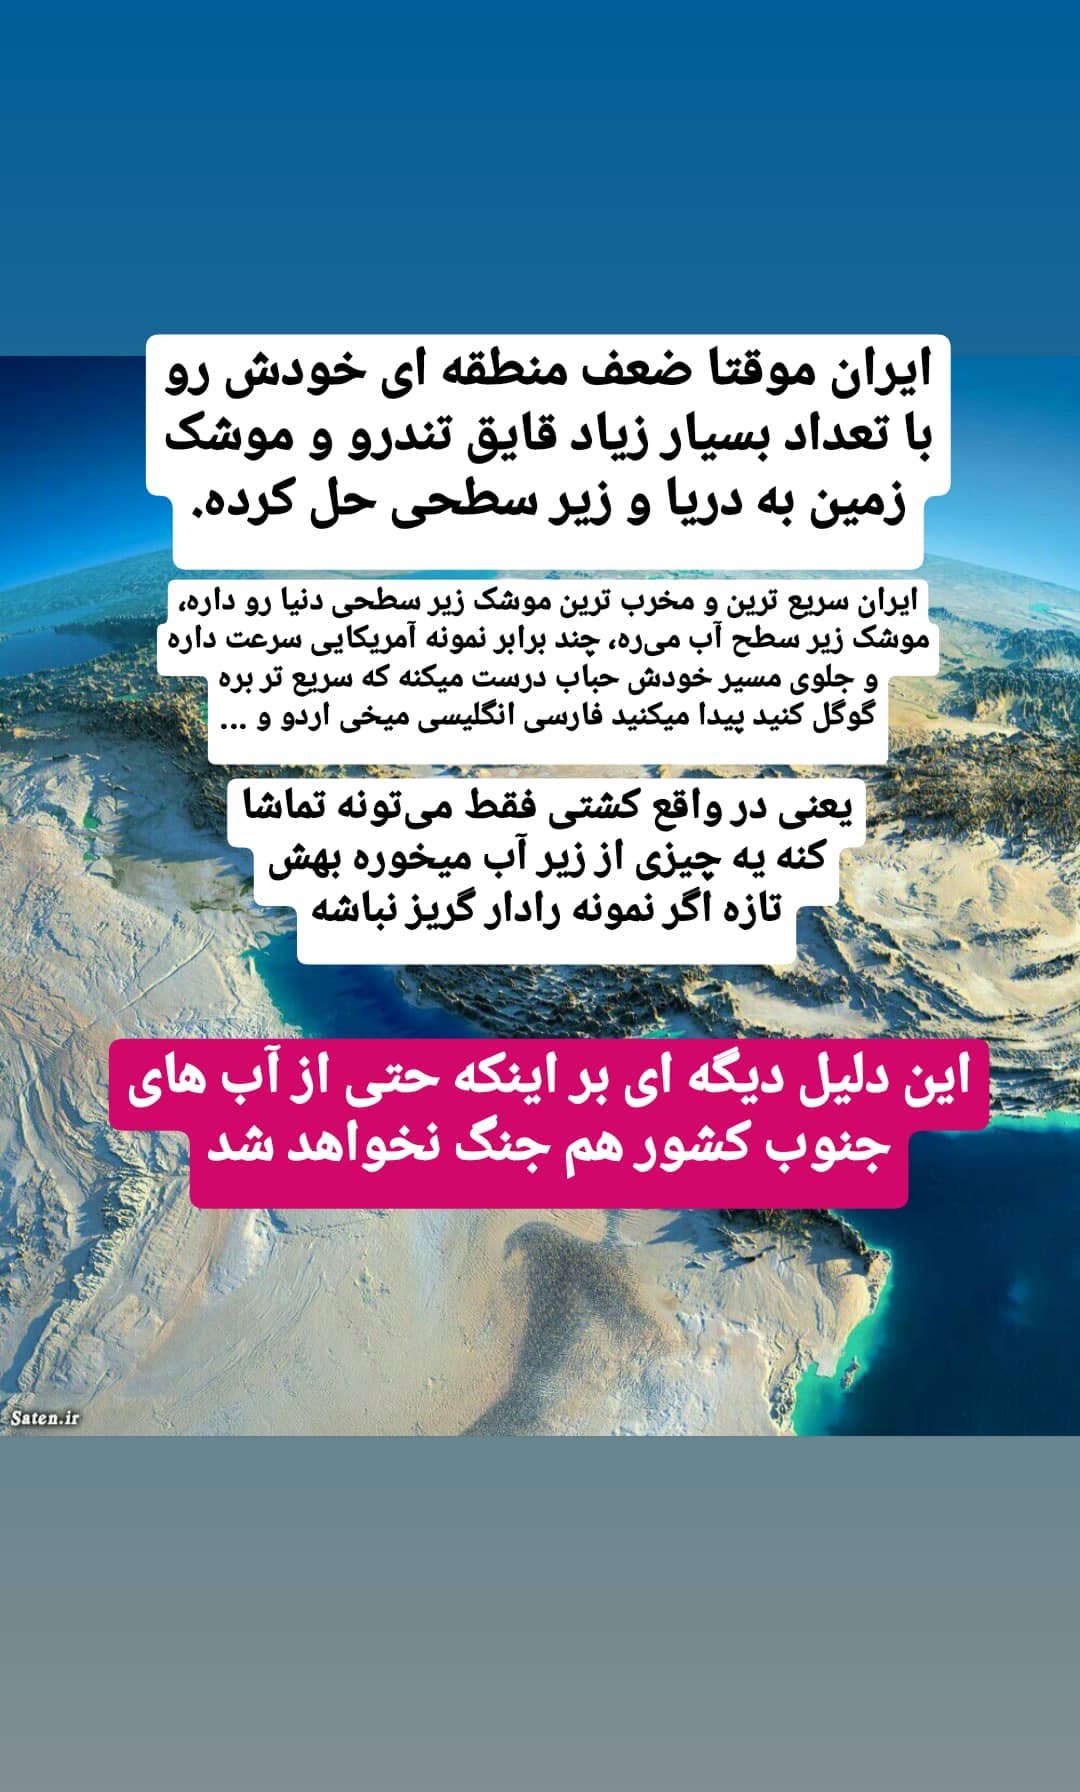 ایران موقتا ضعف منطقه ای خودش رو
با تعداد بسیار زیاد قایق تندرو و موشک
زمین به دریا و زیر سطحی حل کرده.
ایران سریع ترین و مخرب ترین موشک زیر سطحی دنیا رو داره،
موشک زیر سطح آب می‌ره، چند برابر نمونه آمریکایی سرعت داره
و جلوی مسیر خودش حباب درست میکنه که سریع تر بره
گوگل کنید پیدا میکنید فارسی انگلیسی میخی اردو و ...
یعنی در واقع کشتی فقط می‌تونه تماشا
کنه یه چیزی از زیر آب میخوره بهش
تازه اگر نمونه رادار گریز نباشه
این دلیل دیگه ای بر اینکه حتی از آب های
جنوب کشور هم جنگ نخواهد شد
Saten.ir